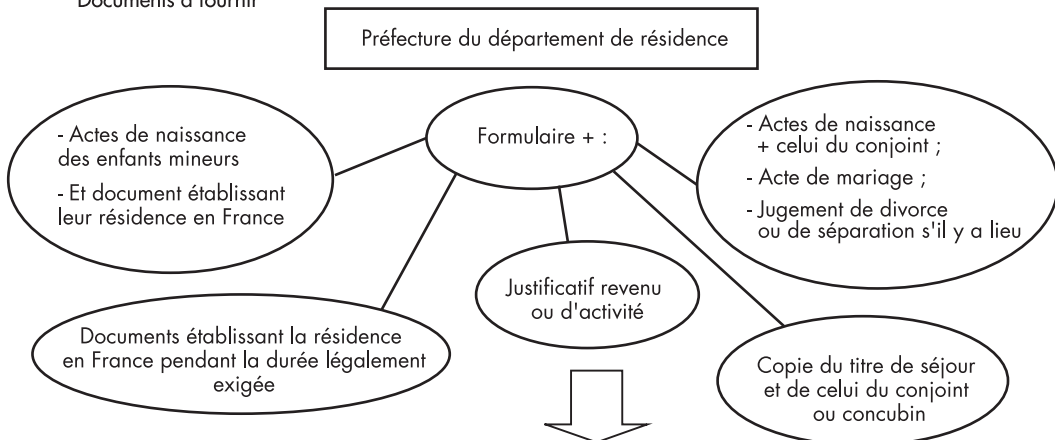 Documents à fournir
Préfecture du département de résidence
- Actes de naissance
des enfants mineurs
- Et document établissant
leur résidence en France
Formulaire + :
- Actes de naissance
+ celui du conjoint ;
- Acte de mariage ;
- Jugement de divorce
ou de séparation s'il y a lieu
Documents établissant la résidence
en France pendant la durée légalement
exigée
Justificatif revenu
ou d'activité
Copie du titre de séjour
et de celui du conjoint
ou concubin